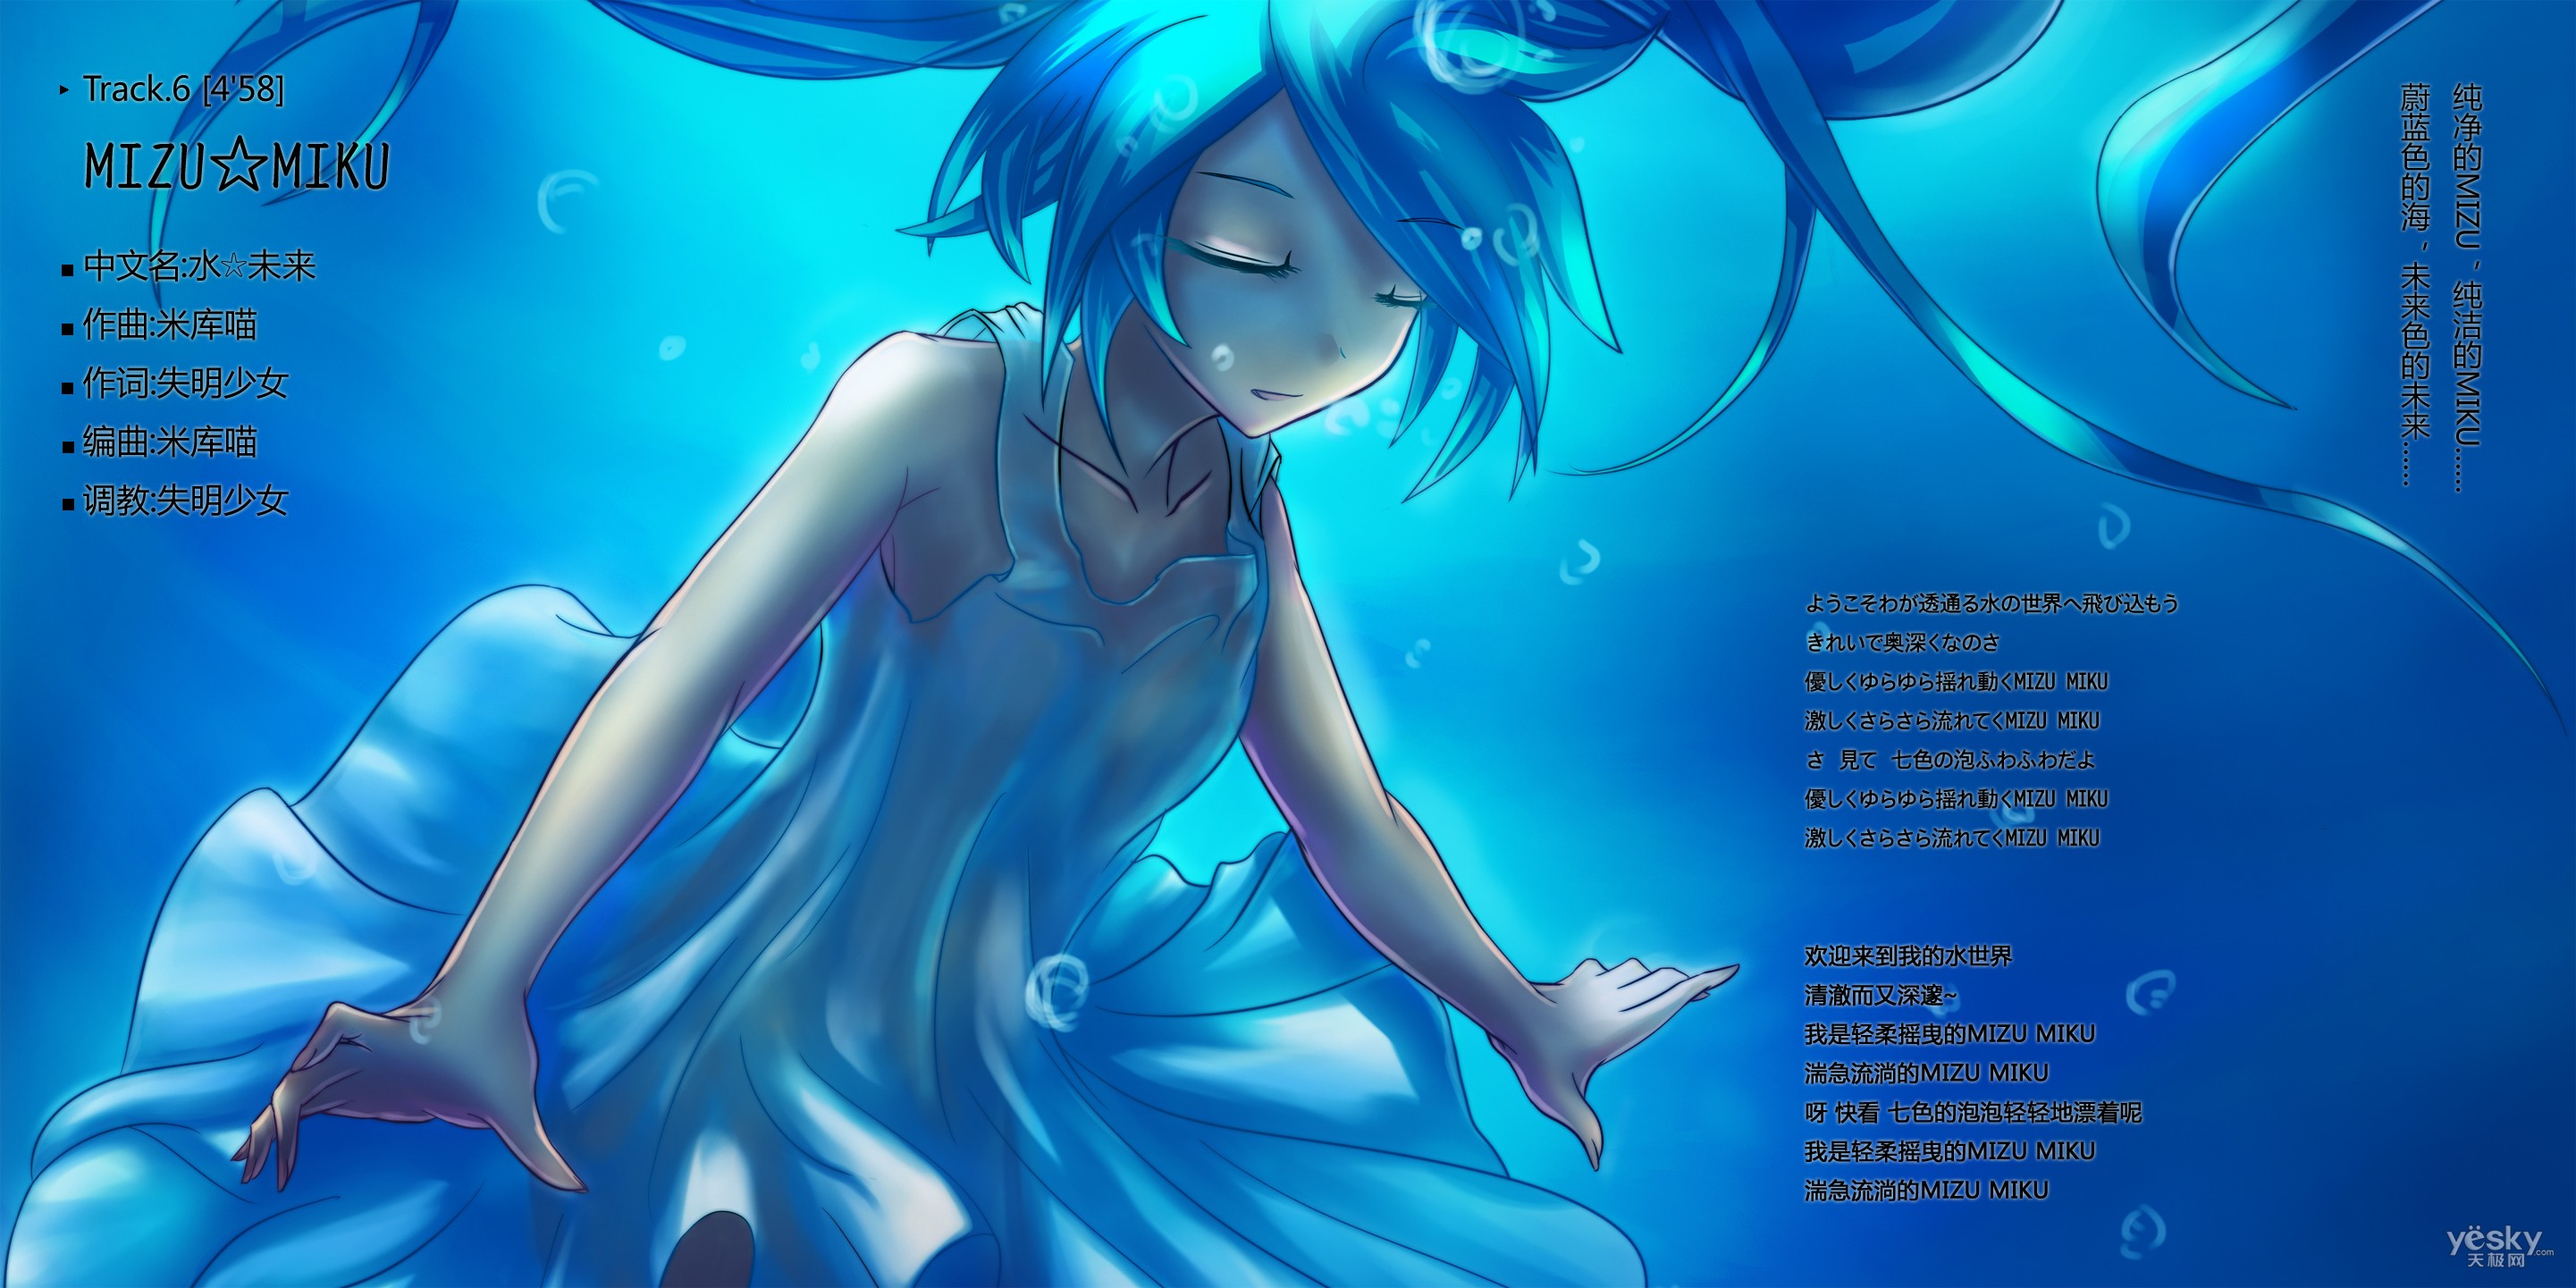 Track.6 [4'58]
MIZU☆MIKU
中文名:水☆未来
作曲:米库喵
作词:失明少女
编曲:米库喵
调教:失明少女
纯净的MIZU，纯洁的MIKU……
蔚蓝色的海，未来色的未来……
ようこそわが透通る水の世界へ飛び込もう
きれいで奥深くなのさ
優しくゆらゆら揺れ動くMIZU MIKU
激しくさらさら流れてくMIZU MIKU
さ 見て 七色の泡ふわふわだよ
優しくゆらゆら揺れ動くMIZU MIKU
激しくさらさら流れてくMIZU MIKU
欢迎来到我的水世界
清澈而又深邃~
我是轻柔摇曳的MIZU MIKU
湍急流淌的MIZU MIKU
呀 快看 七色的泡泡轻轻地漂着呢
我是轻柔摇曳的MIZU MIKU
湍急流淌的MIZU MIKU
yësky
天极网.com